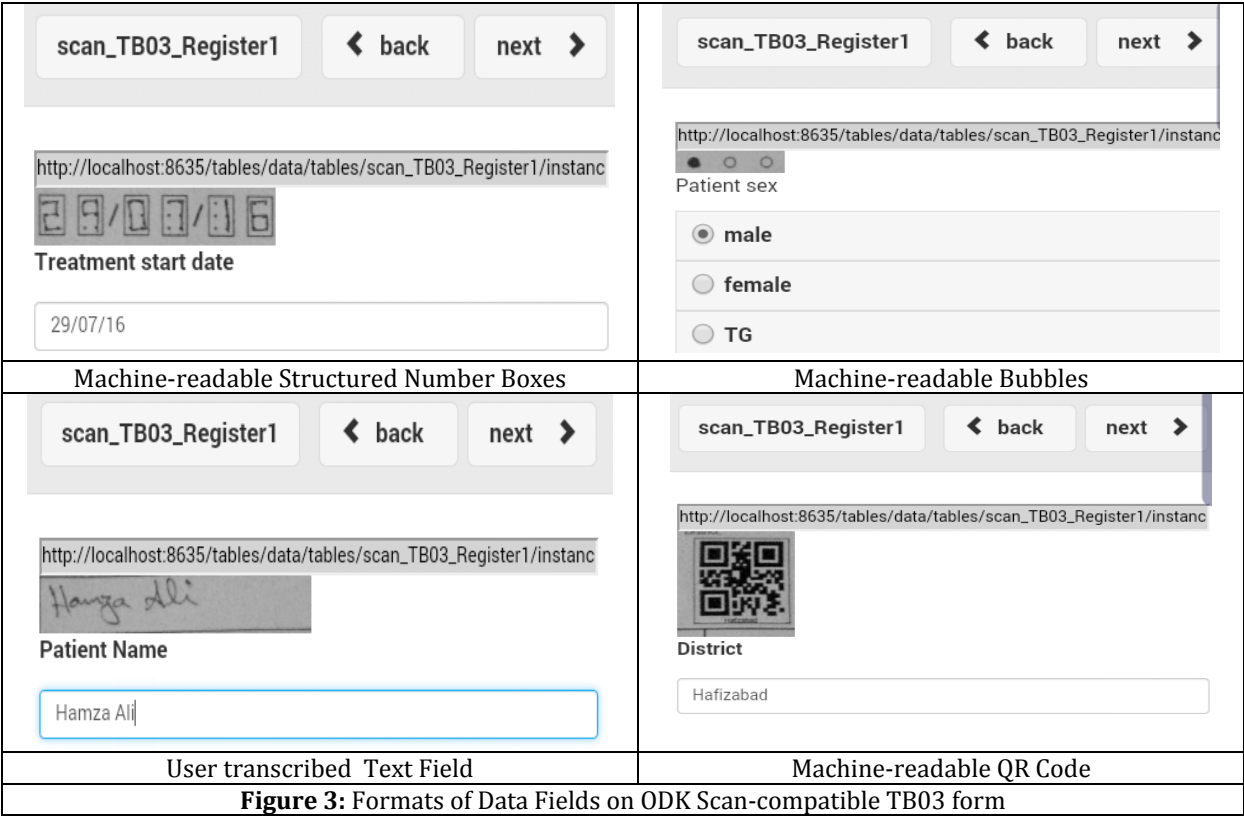 scan_TB03_Register1 back next
http://localhost:8635/tables/data/tables/scan_TB03_Register1/instanc
29/07/16
Treatment start date
29/07/16
Machine-readable Structured Number Boxes
scan_TB03_Register1 back next
http://localhost:8635/tables/data/tables/scan_TB03_Register1/instanc
Patient sex
male
female
TG
Machine-readable Bubbles
scan_TB03_Register1 back next
http://localhost:8635/tables/data/tables/scan_TB03_Register1/instanc
Hamza Ali
Patient Name
Hamza Ali
User transcribed Text Field
scan_TB03_Register1 back next
http://localhost:8635/tables/data/tables/scan_TB03_Register1/instanc
Hafizabad
District
Hafizabad
Machine-readable QR Code
Figure 3: Formats of Data Fields on ODK Scan-compatible TB03 form